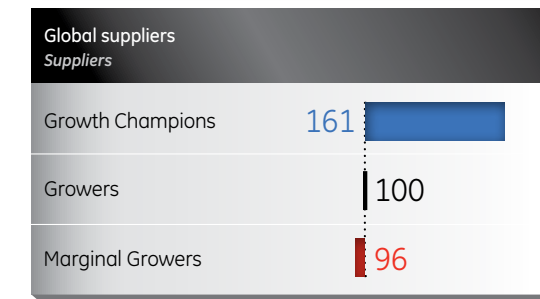 Global suppliers
Suppliers
Growth Champions 161
Growers 100
Marginal Growers 96